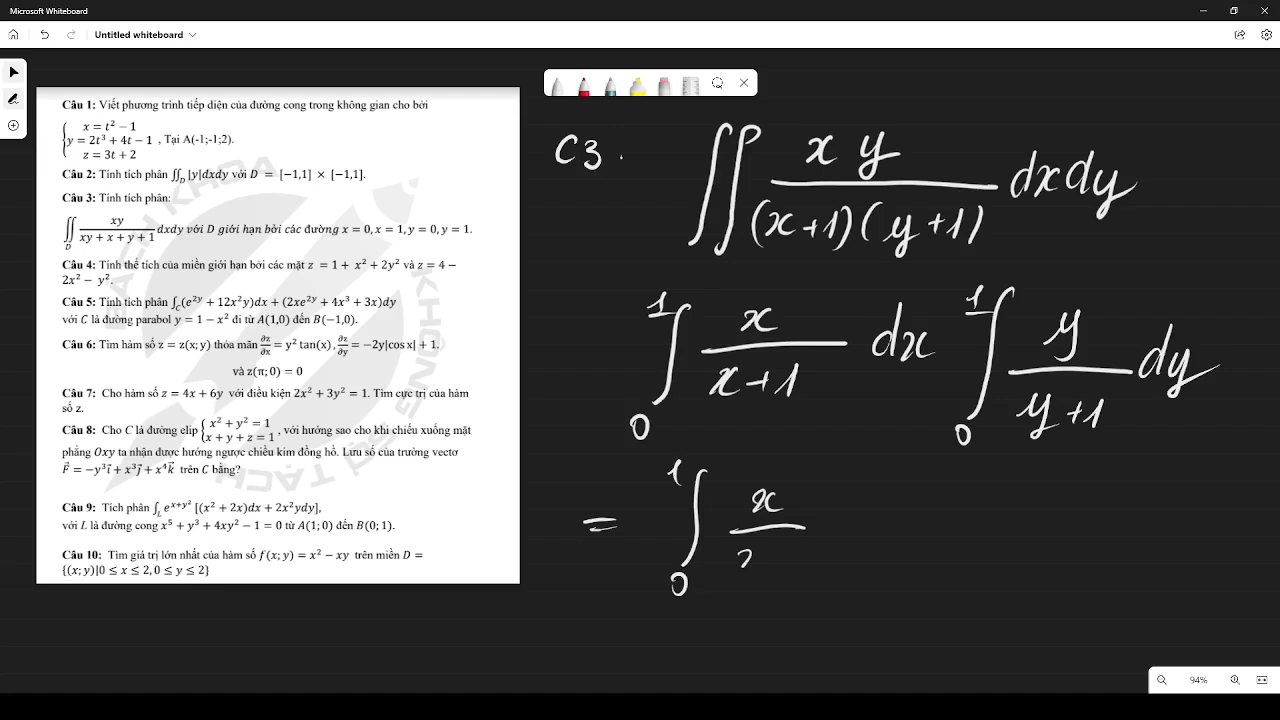 Microsoft Whiteboard
Untitled whiteboard
Câu 1: Viết phương trình tiếp diện của đường cong trong không gian cho bởi
x = t² − 1
y = 2t³ + 4t − 1 , Tại A(-1;-1;2).
z = 3t + 2
Câu 2: Tính tích phân ∬_D |y|dxdy với D = [−1,1] × [−1,1].
Câu 3: Tính tích phân:
∬_D xy/(xy + x + y + 1) dxdy với D giới hạn bởi các đường x = 0, x = 1, y = 0, y = 1.
Câu 4: Tính thể tích của miền giới hạn bởi các mặt z = 1 + x² + 2y² và z = 4 −
2x² − y².
Câu 5: Tính tích phân ∫_C (e^{2y} + 12x²y)dx + (2xe^{2y} + 4x³ + 3x)dy
với C là đường parabol y = 1 − x² đi từ A(1,0) đến B(−1,0).
Câu 6: Tìm hàm số z = z(x; y) thỏa mãn ∂z/∂x = y² tan(x) , ∂z/∂y = −2y|cos x| + 1.
và z(π; 0) = 0
Câu 7: Cho hàm số z = 4x + 6y với điều kiện 2x² + 3y² = 1. Tìm cực trị của hàm
số z.
Câu 8: Cho C là đường elip { x² + y² = 1
x + y + z = 1 , với hướng sao cho khi chiếu xuống mặt
phẳng Oxy ta nhận được hướng ngược chiều kim đồng hồ. Lưu số của trường vectơ
F⃗ = −y³i⃗ + x³j⃗ + x⁴k⃗ trên C bằng?
Câu 9: Tích phân ∫_L e^{x+y²} [(x² + 2x)dx + 2x²ydy],
với L là đường cong x⁵ + y³ + 4xy² − 1 = 0 từ A(1; 0) đến B(0; 1).
Câu 10: Tìm giá trị lớn nhất của hàm số f(x; y) = x² − xy trên miền D =
{(x; y)|0 ≤ x ≤ 2, 0 ≤ y ≤ 2}
C3. ∬ xy/((x+1)(y+1)) dxdy
∫_0^1 x/(x+1) dx ∫_0^1 y/(y+1) dy
= ∫_0^1 x
94%